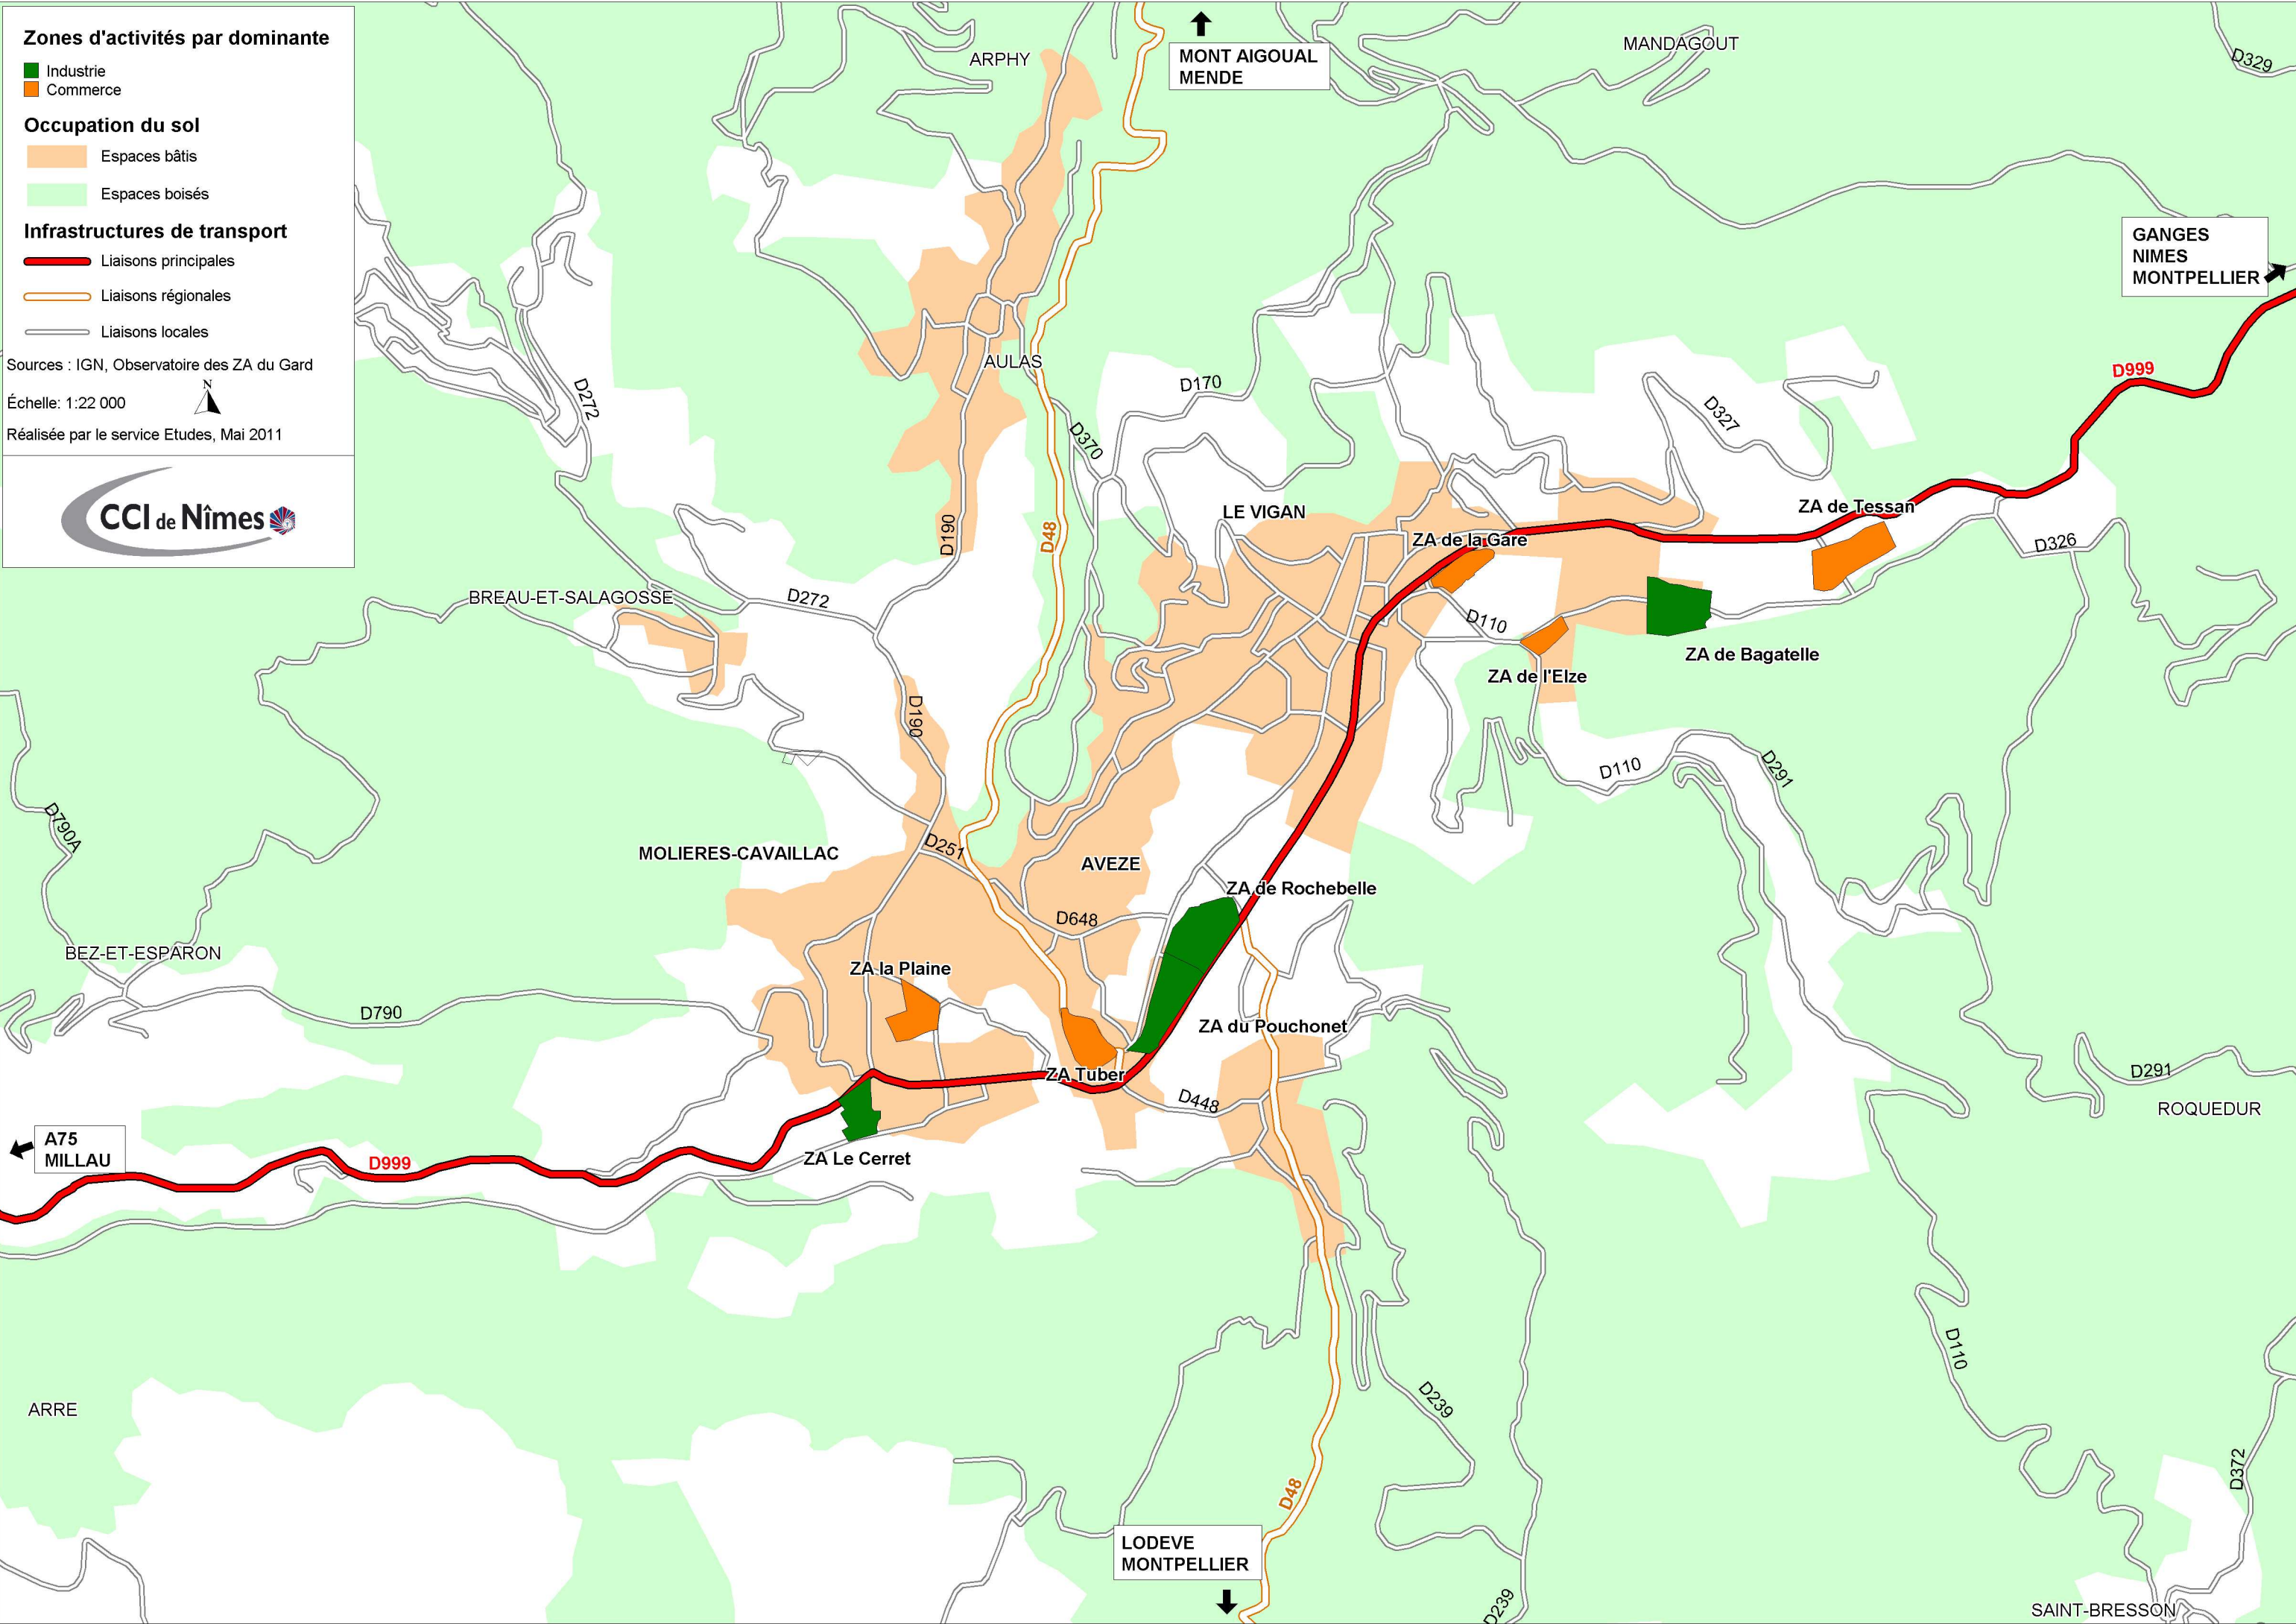 Zones d'activités par dominante
Industrie
Commerce
Occupation du sol
Espaces bâtis
Espaces boisés
Infrastructures de transport
Liaisons principales
Liaisons régionales
Liaisons locales
Sources : IGN, Observatoire des ZA du Gard
N
Échelle: 1:22 000
Réalisée par le service Etudes, Mai 2011
CCI de Nîmes
MONT AIGOUAL
MENDE
ARPHY
MANDAGOUT
D329
GANGES
NIMES
MONTPELLIER
AULAS
D170
D999
D272
D370
D327
D190
D48
LE VIGAN
ZA de la Gare
ZA de Tessan
D326
BREAU-ET-SALAGOSSE
D272
D110
ZA de l'Elze
ZA de Bagatelle
D190
D110
D291
D790A
MOLIERES-CAVAILLAC
D251
AVEZE
ZA de Rochebelle
D648
BEZ-ET-ESPARON
ZA la Plaine
D790
ZA du Pouchonet
ZA Tuber
D448
D291
ROQUEDUR
A75
MILLAU
D999
ZA Le Cerret
D110
ARRE
D239
D372
D48
LODEVE
MONTPELLIER
D239
SAINT-BRESSON